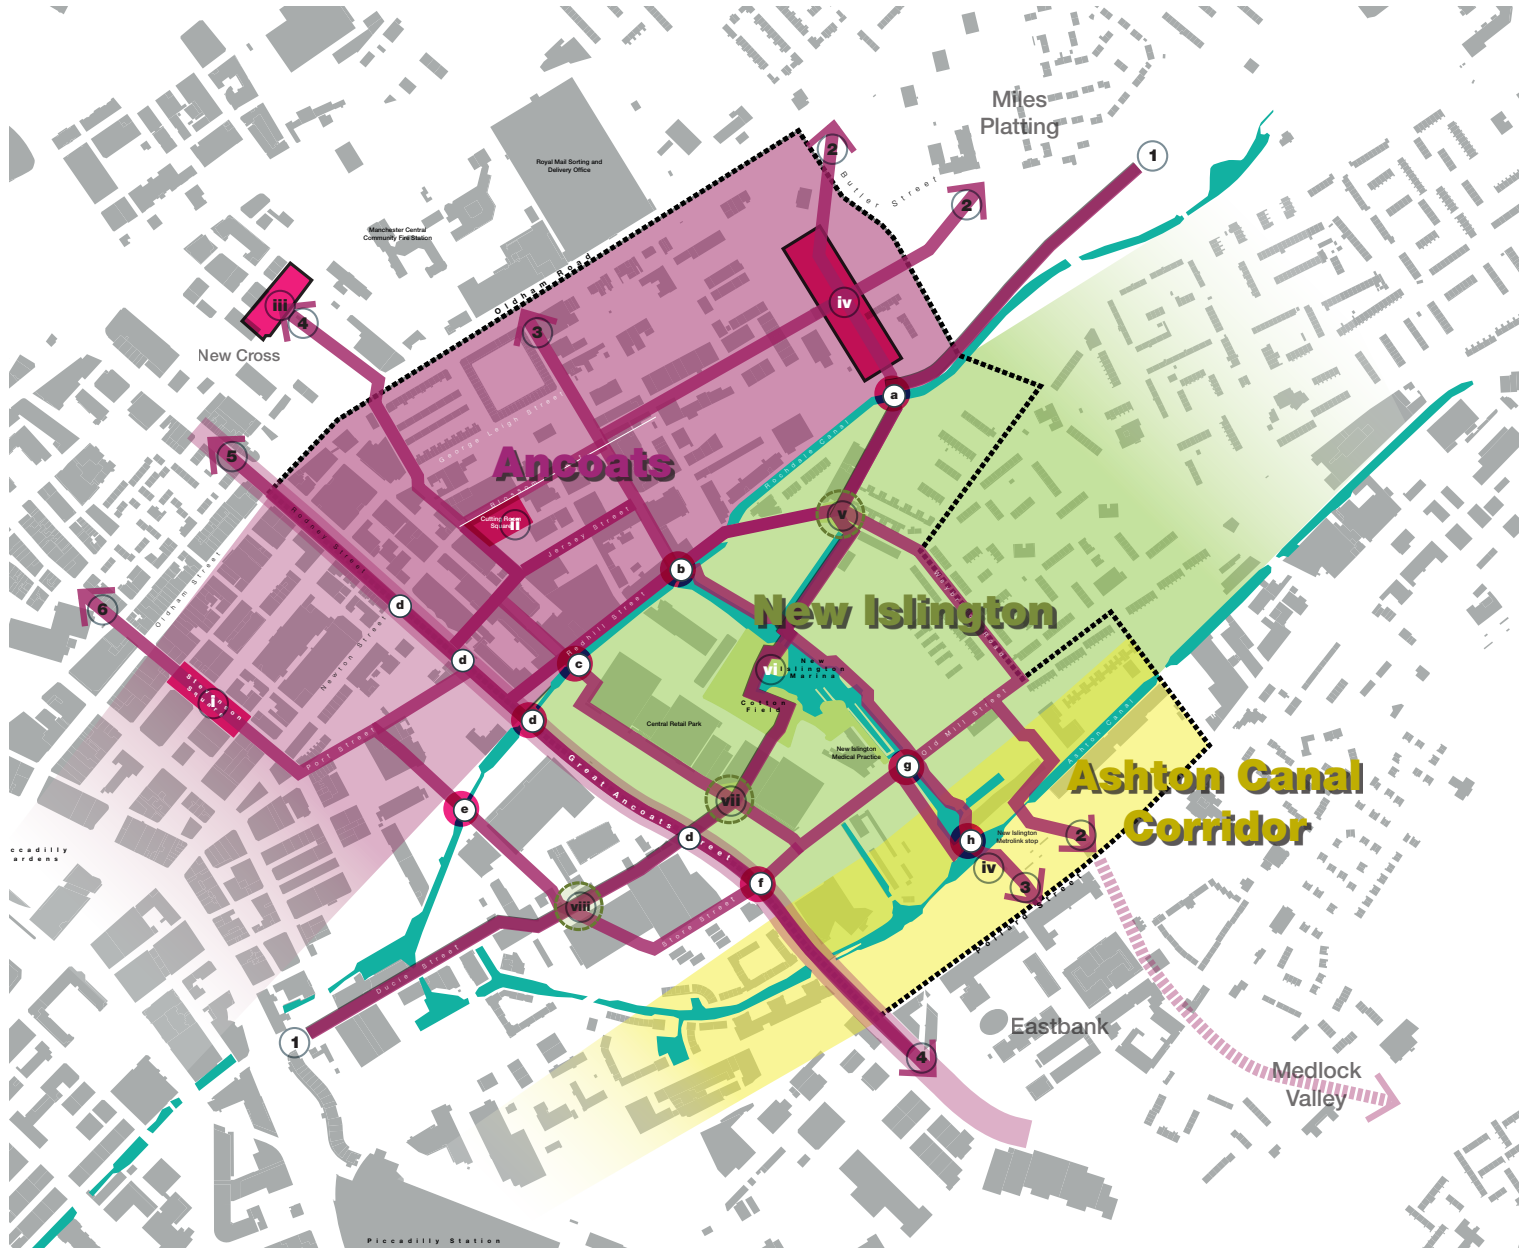 Miles
Platting
1
2
Butler Street
2
Royal Mail Sorting and
Delivery Office
Manchester Central
Community Fire Station
Oldham Road
iii
4
iv
3
New Cross
a
George Leigh Street
Rochdale Canal
5
Ancoats
Cutting Room
Square
ii
v
Rodney Street
Jersey Street
Oldham Street
b
6
d
Redhill Street
New Islington
Newton Street
d
c
vi
New
Islington
Marina
Cotton
Field
Stevenson
Square
i
Old Mill Street
Ashton Canal
d
Central Retail Park
Port Street
New Islington
Medical Practice
g
Great Ancoats Street
Ashton Canal
Corridor
vii
e
d
h
New Islington
Metrolink stop
2
ccadilly
ardens
iv
3
f
viii
Store Street
Ducie Street
Eastbank
1
4
Medlock
Valley
Piccadilly Station